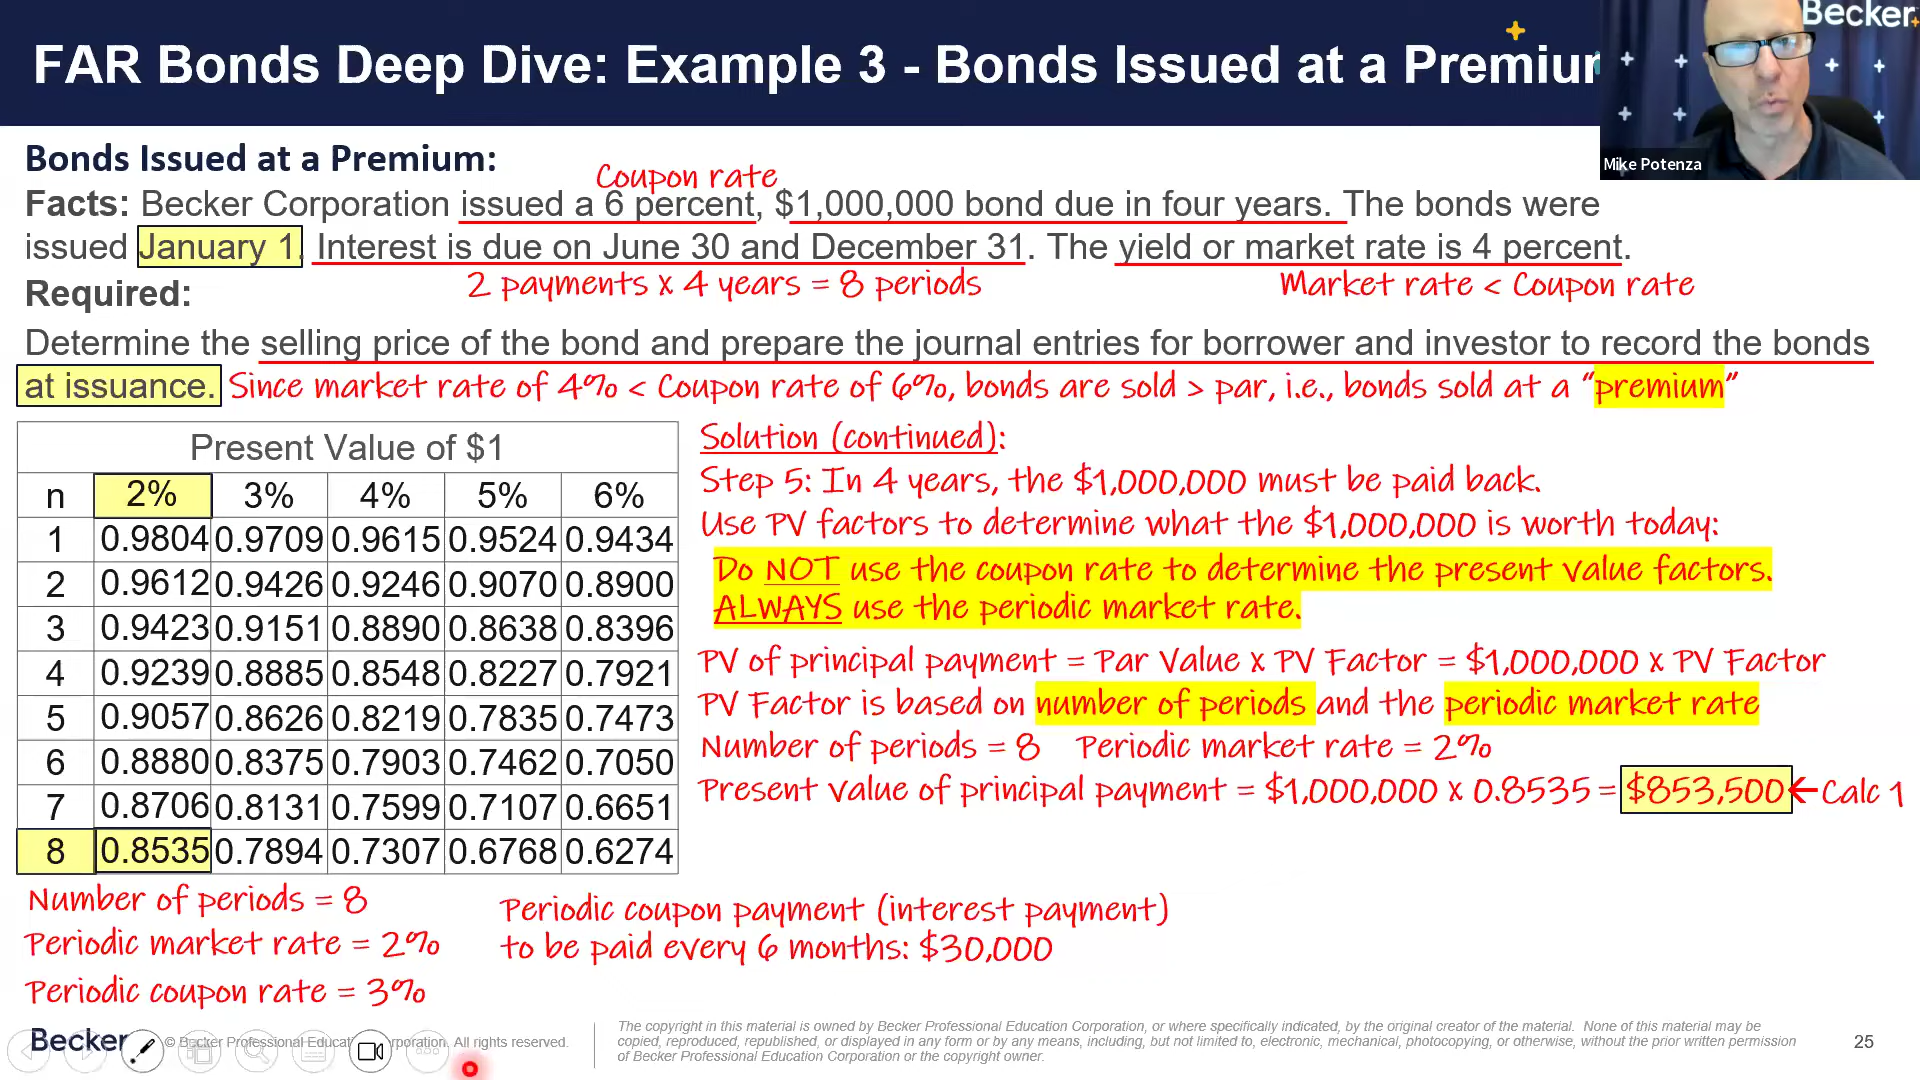 Becker
FAR Bonds Deep Dive: Example 3 - Bonds Issued at a Premiu
Mike Potenza
Bonds Issued at a Premium:
Coupon rate
Facts: Becker Corporation issued a 6 percent, $1,000,000 bond due in four years. The bonds were
issued January 1. Interest is due on June 30 and December 31. The yield or market rate is 4 percent.
2 payments x 4 years = 8 periods
Market rate < Coupon rate
Required:
Determine the selling price of the bond and prepare the journal entries for borrower and investor to record the bonds
at issuance. Since market rate of 4% < Coupon rate of 6%, bonds are sold > par, i.e., bonds sold at a "premium"
Present Value of $1
n 2% 3% 4% 5% 6%
1 0.9804 0.9709 0.9615 0.9524 0.9434
2 0.9612 0.9426 0.9246 0.9070 0.8900
3 0.9423 0.9151 0.8890 0.8638 0.8396
4 0.9239 0.8885 0.8548 0.8227 0.7921
5 0.9057 0.8626 0.8219 0.7835 0.7473
6 0.8880 0.8375 0.7903 0.7462 0.7050
7 0.8706 0.8131 0.7599 0.7107 0.6651
8 0.8535 0.7894 0.7307 0.6768 0.6274
Solution (continued):
Step 5: In 4 years, the $1,000,000 must be paid back.
Use PV factors to determine what the $1,000,000 is worth today:
Do NOT use the coupon rate to determine the present value factors.
ALWAYS use the periodic market rate.
PV of principal payment = Par Value x PV Factor = $1,000,000 x PV Factor
PV Factor is based on number of periods and the periodic market rate
Number of periods = 8 Periodic market rate = 2%
Present value of principal payment = $1,000,000 x 0.8535 = $853,500 ← Calc 1
Number of periods = 8
Periodic market rate = 2%
Periodic coupon rate = 3%
Periodic coupon payment (interest payment)
to be paid every 6 months: $30,000
Becker
© Becker Professional Educat rporation. All rights reserved.
The copyright in this material is owned by Becker Professional Education Corporation, or where specifically indicated, by the original creator of the material. None of this material may be
copied, reproduced, republished, or displayed in any form or by any means, including, but not limited to, electronic, mechanical, photocopying, or otherwise, without the prior written permission
of Becker Professional Education Corporation or the copyright owner.
25